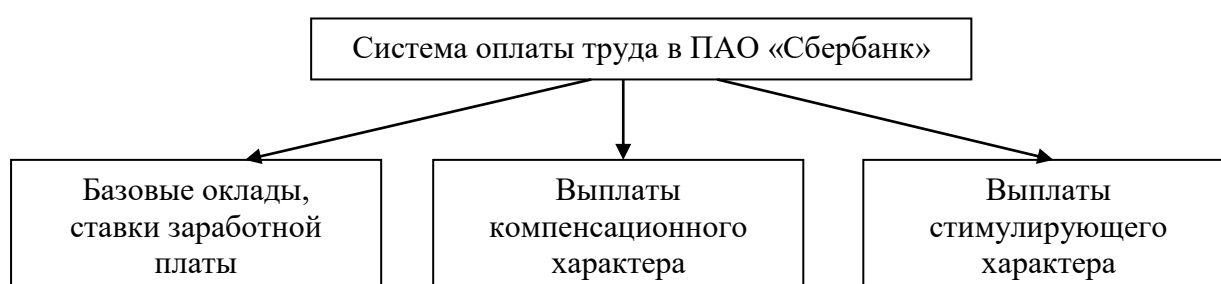 Система оплаты труда в ПАО «Сбербанк»
Базовые оклады,
ставки заработной
платы
Выплаты
компенсационного
характера
Выплаты
стимулирующего
характера